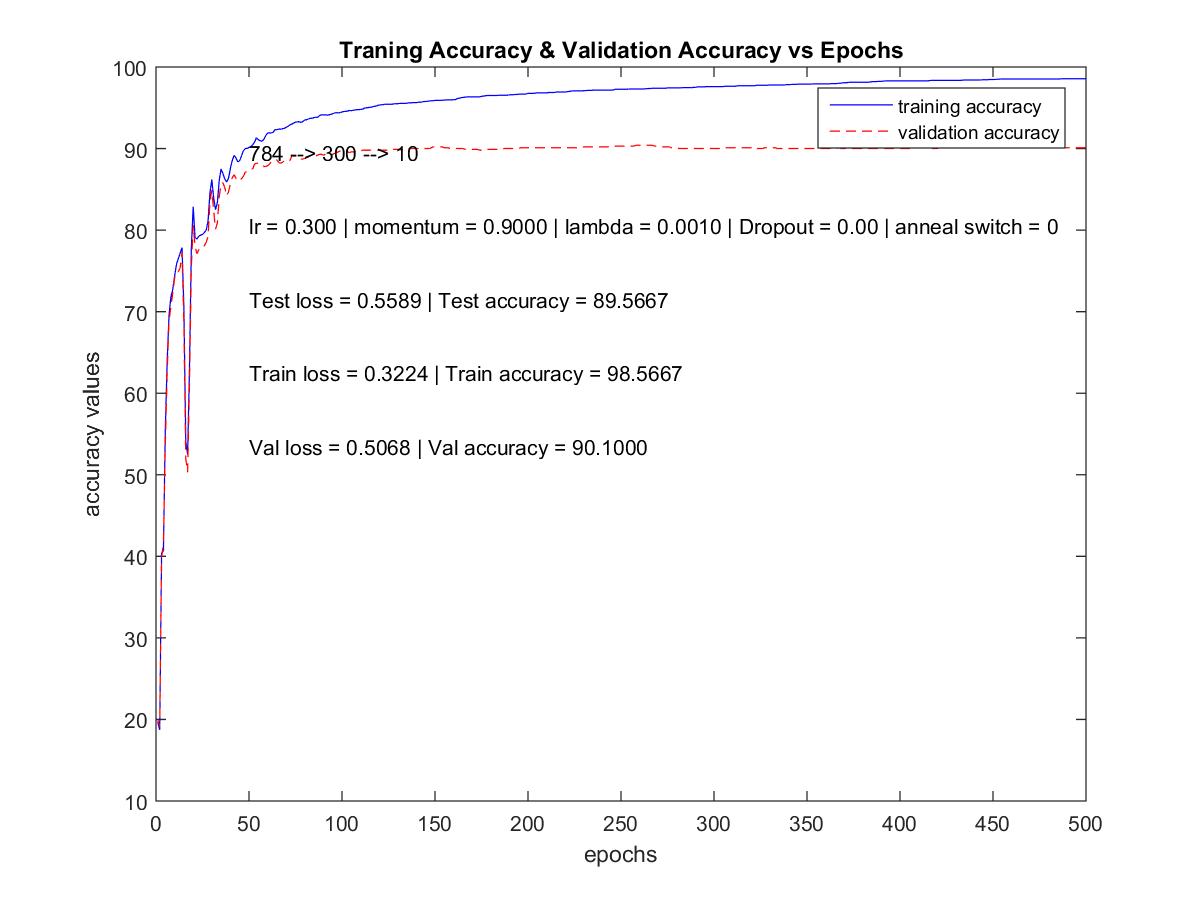 Traning Accuracy & Validation Accuracy vs Epochs
100
90
80
70
60
50
40
30
20
10
accuracy values
training accuracy
validation accuracy
784 --> 300 --> 10
lr = 0.300 | momentum = 0.9000 | lambda = 0.0010 | Dropout = 0.00 | anneal switch = 0
Test loss = 0.5589 | Test accuracy = 89.5667
Train loss = 0.3224 | Train accuracy = 98.5667
Val loss = 0.5068 | Val accuracy = 90.1000
0 50 100 150 200 250 300 350 400 450 500
epochs